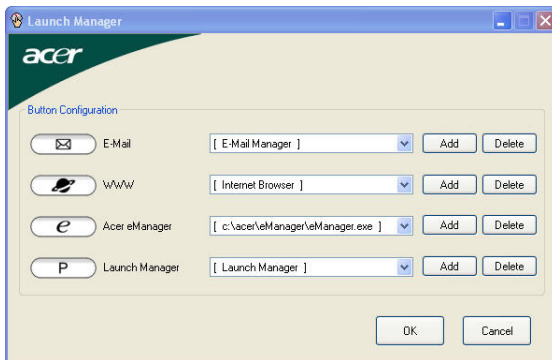 Launch Manager
acer
Button Configuration
E-Mail [ E-Mail Manager ] Add Delete
WWW [ Internet Browser ] Add Delete
e Acer eManager [ c:\acer\eManager\eManager.exe ] Add Delete
P Launch Manager [ Launch Manager ] Add Delete
OK Cancel